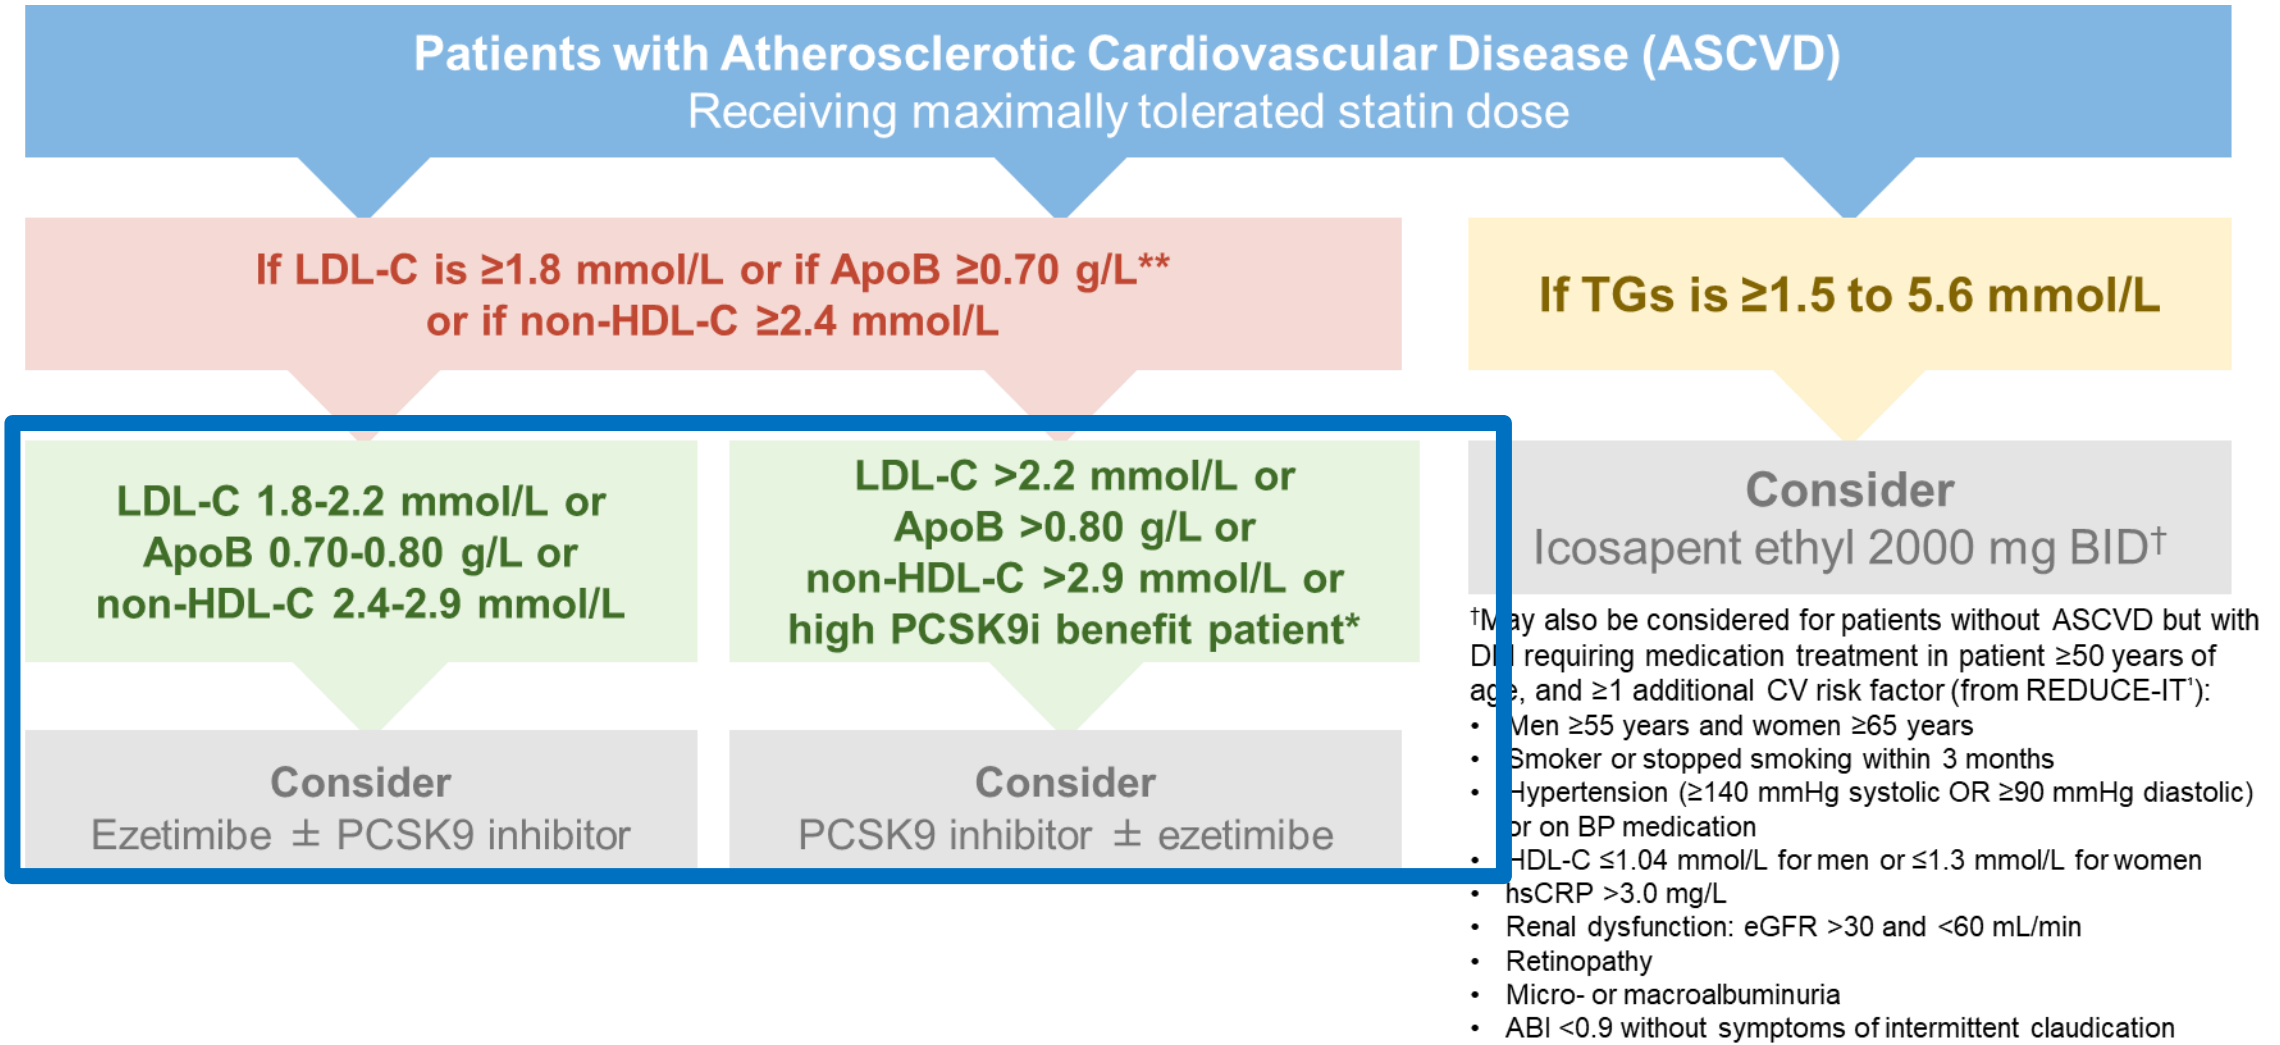 Patients with Atherosclerotic Cardiovascular Disease (ASCVD)
Receiving maximally tolerated statin dose
If LDL-C is ≥1.8 mmol/L or if ApoB ≥0.70 g/L**
or if non-HDL-C ≥2.4 mmol/L
If TGs is ≥1.5 to 5.6 mmol/L
LDL-C 1.8-2.2 mmol/L or
ApoB 0.70-0.80 g/L or
non-HDL-C 2.4-2.9 mmol/L
LDL-C >2.2 mmol/L or
ApoB >0.80 g/L or
non-HDL-C >2.9 mmol/L or
high PCSK9i benefit patient*
Consider
Ezetimibe ± PCSK9 inhibitor
Consider
PCSK9 inhibitor ± ezetimibe
Consider
Icosapent ethyl 2000 mg BID†
†May also be considered for patients without ASCVD but with
DM requiring medication treatment in patient ≥50 years of
age, and ≥1 additional CV risk factor (from REDUCE-IT¹):
• Men ≥55 years and women ≥65 years
• Smoker or stopped smoking within 3 months
• Hypertension (≥140 mmHg systolic OR ≥90 mmHg diastolic)
or on BP medication
• HDL-C ≤1.04 mmol/L for men or ≤1.3 mmol/L for women
• hsCRP >3.0 mg/L
• Renal dysfunction: eGFR >30 and <60 mL/min
• Retinopathy
• Micro- or macroalbuminuria
• ABI <0.9 without symptoms of intermittent claudication